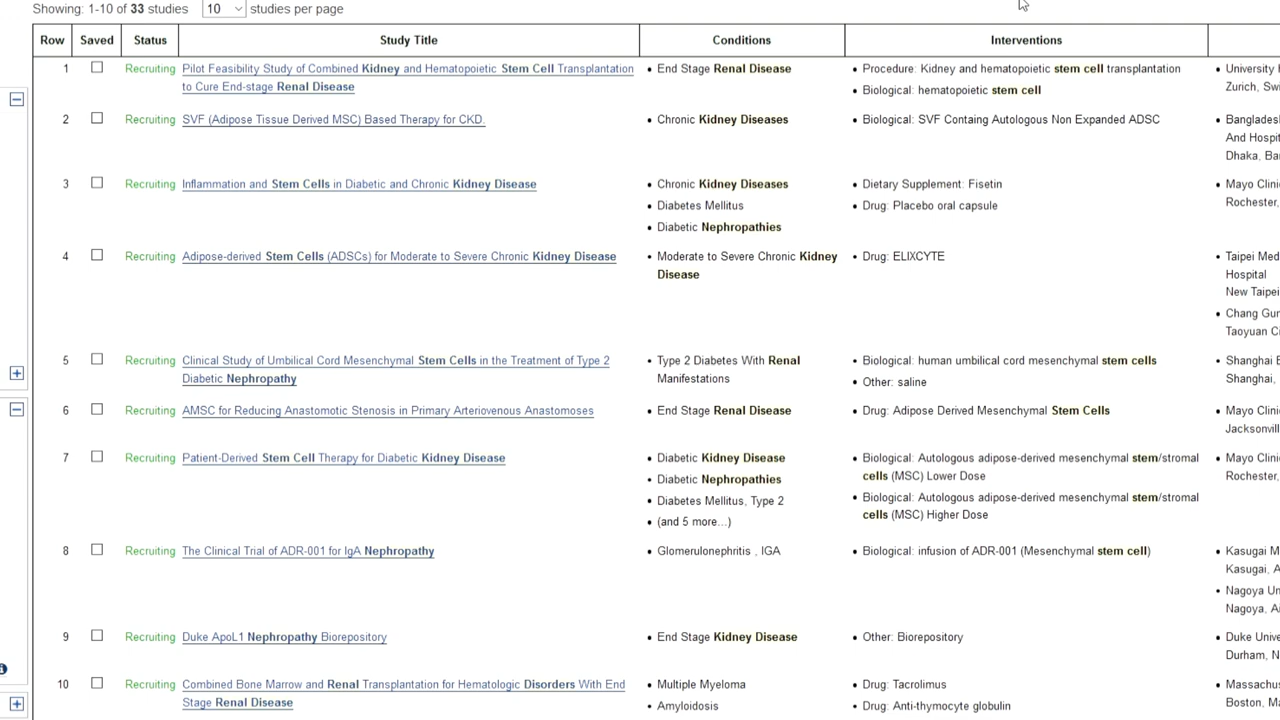 Showing: 1-10 of 33 studies 10 studies per page
Row Saved Status Study Title Conditions Interventions
1 Recruiting Pilot Feasibility Study of Combined Kidney and Hematopoietic Stem Cell Transplantation • End Stage Renal Disease • Procedure: Kidney and hematopoietic stem cell transplantation • University
to Cure End-stage Renal Disease • Biological: hematopoietic stem cell Zurich,
2 Recruiting SVF (Adipose Tissue Derived MSC) Based Therapy for CKD. • Chronic Kidney Diseases • Biological: SVF Containg Autologous Non Expanded ADSC •
And
Dhaka,
3 Recruiting Inflammation and Stem Cells in Diabetic and Chronic Kidney Disease • Chronic Kidney Diseases • Dietary Supplement: Fisetin • Mayo
• Diabetes Mellitus • Drug: Placebo oral capsule Rochester,
• Diabetic Nephropathies
4 Recruiting Adipose-derived Stem Cells (ADSCs) for Moderate to Severe Chronic Kidney Disease • Moderate to Severe Chronic Kidney • Drug: ELIXCYTE • Taipei
Disease Hospital
New
• Chang
Taoyuan
5 Recruiting Clinical Study of Umbilical Cord Mesenchymal Stem Cells in the Treatment of Type 2 • Type 2 Diabetes With Renal • Biological: human umbilical cord mesenchymal stem cells • Shanghai
Diabetic Nephropathy Manifestations • Other: saline Shanghai,
6 Recruiting AMSC for Reducing Anastomotic Stenosis in Primary Arteriovenous Anastomoses • End Stage Renal Disease • Drug: Adipose Derived Mesenchymal Stem Cells • Mayo
7 Recruiting Patient-Derived Stem Cell Therapy for Diabetic Kidney Disease • Diabetic Kidney Disease • Biological: Autologous adipose-derived mesenchymal stem/stromal • Mayo
• Diabetic Nephropathies cells (MSC) Lower Dose Rochester,
• Diabetes Mellitus, Type 2 • Biological: Autologous adipose-derived mesenchymal stem/stromal
• (and 5 more...) cells (MSC) Higher Dose
8 Recruiting The Clinical Trial of ADR-001 for IgA Nephropathy • Glomerulonephritis , IGA • Biological: infusion of ADR-001 (Mesenchymal stem cell) • Kasugai
Kasugai,
• Nagoya
Nagoya,
9 Recruiting Duke ApoL1 Nephropathy Biorepository • End Stage Kidney Disease • Other: Biorepository • Duke
Durham,
10 Recruiting Combined Bone Marrow and Renal Transplantation for Hematologic Disorders With End • Multiple Myeloma • Drug: Tacrolimus •
Stage Renal Disease • Amyloidosis • Drug: Anti-thymocyte globulin Boston,